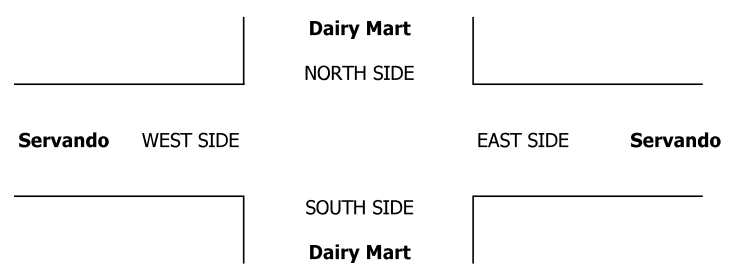 Dairy Mart
NORTH SIDE
Servando WEST SIDE EAST SIDE Servando
SOUTH SIDE
Dairy Mart